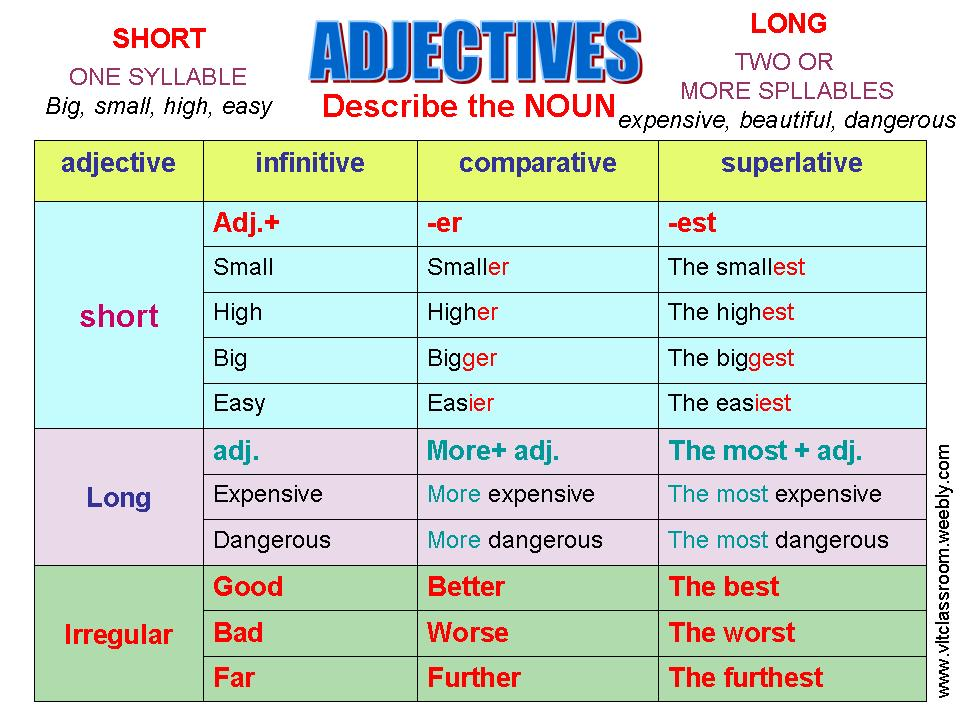 SHORT
ONE SYLLABLE
Big, small, high, easy
ADJECTIVES
Describe the NOUN
LONG
TWO OR
MORE SPLLABLES
expensive, beautiful, dangerous
adjective infinitive comparative superlative
short
Adj.+ -er -est
Small Smaller The smallest
High Higher The highest
Big Bigger The biggest
Easy Easier The easiest
Long
adj. More+ adj. The most + adj.
Expensive More expensive The most expensive
Dangerous More dangerous The most dangerous
Irregular
Good Better The best
Bad Worse The worst
Far Further The furthest
www.vltclassroom.weebly.com